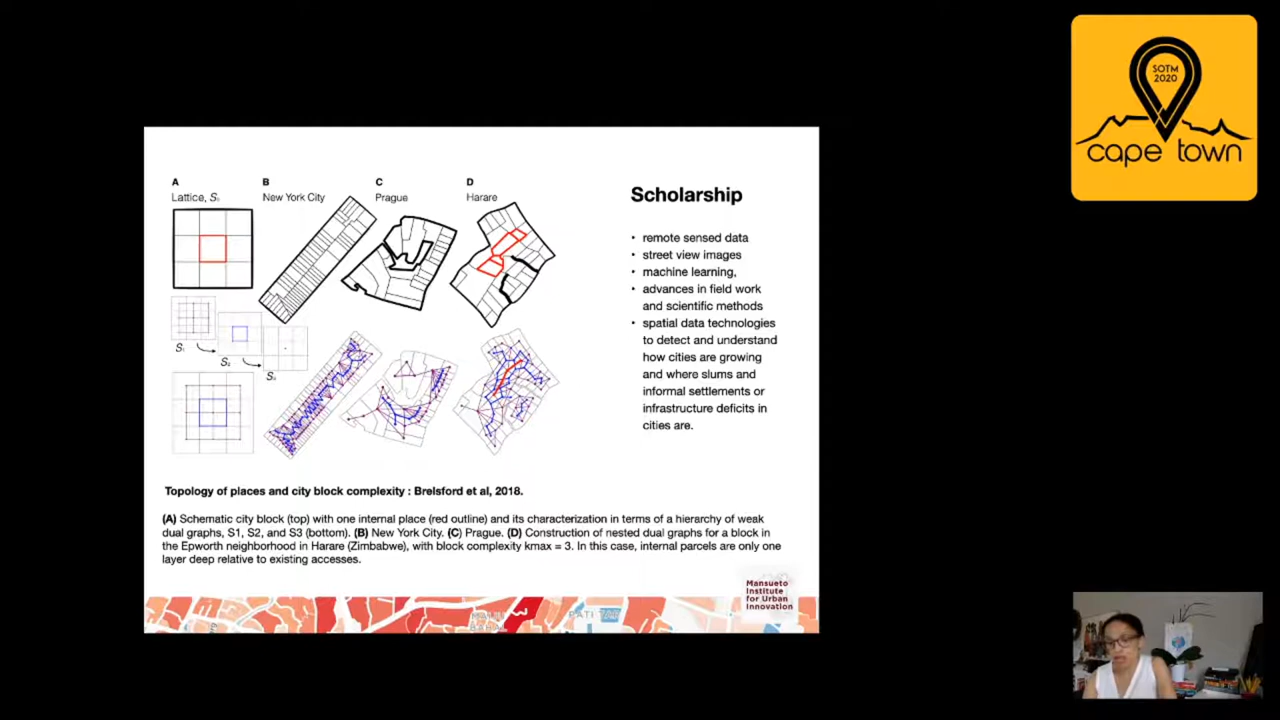 SOTM
2020
cape town
A
B
C
D
Lattice, S₀
New York City
Prague
Harare
S₁
S₂
S₃
Scholarship
• remote sensed data
• street view images
• machine learning,
• advances in field work
and scientific methods
• spatial data technologies
to detect and understand
how cities are growing
and where slums and
informal settlements or
infrastructure deficits in
cities are.
Topology of places and city block complexity : Brelsford et al, 2018.
(A) Schematic city block (top) with one internal place (red outline) and its characterization in terms of a hierarchy of weak
dual graphs, S1, S2, and S3 (bottom). (B) New York City. (C) Prague. (D) Construction of nested dual graphs for a block in
the Epworth neighborhood in Harare (Zimbabwe), with block complexity kmax = 3. In this case, internal parcels are only one
layer deep relative to existing accesses.
Mansueto
Institute
for Urban
Innovation